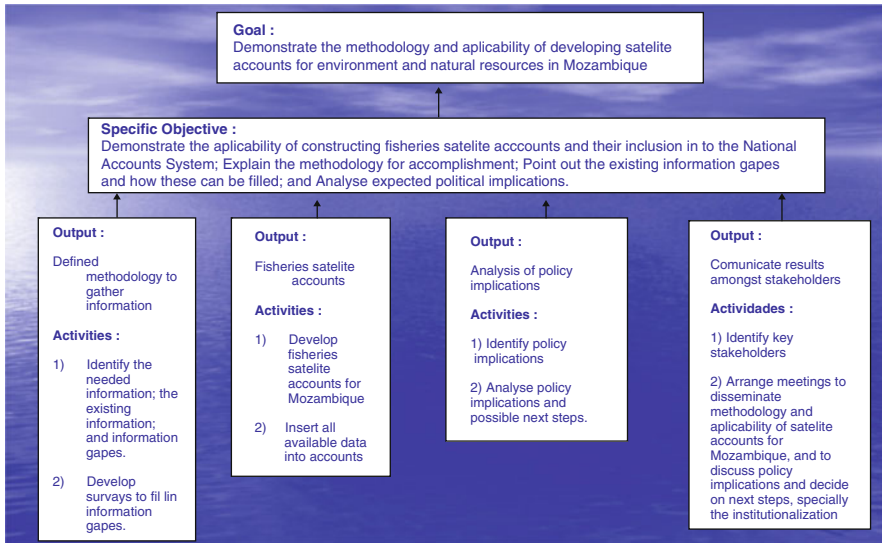 Goal :
Demonstrate the methodology and aplicability of developing satelite
accounts for environment and natural resources in Mozambique
Specific Objective :
Demonstrate the aplicability of constructing fisheries satelite acccounts and their inclusion in to the National
Accounts System; Explain the methodology for accomplishment; Point out the existing information gapes
and how these can be filled; and Analyse expected political implications.
Output :
Defined
methodology to
gather
information
Activities :
1) Identify the
needed
information; the
existing
information;
and information
gapes.
2) Develop
survays to fil lin
information
gapes.
Output :
Fisheries satelite
accounts
Activities :
1) Develop
fisheries
satelite
accounts for
Mozambique
2) Insert all
available data
into accounts
Output :
Analysis of policy
implications
Activities :
1) Identify policy
implications
2) Analyse policy
implications and
possible next steps.
Output :
Comunicate results
amongst stakeholders
Actividades :
1) Identify key
stakeholders
2) Arrange meetings to
disseminate
methodology and
aplicability of satelite
accounts for
Mozambique, and to
discuss policy
implications and decide
on next steps, specially
the institutionalization